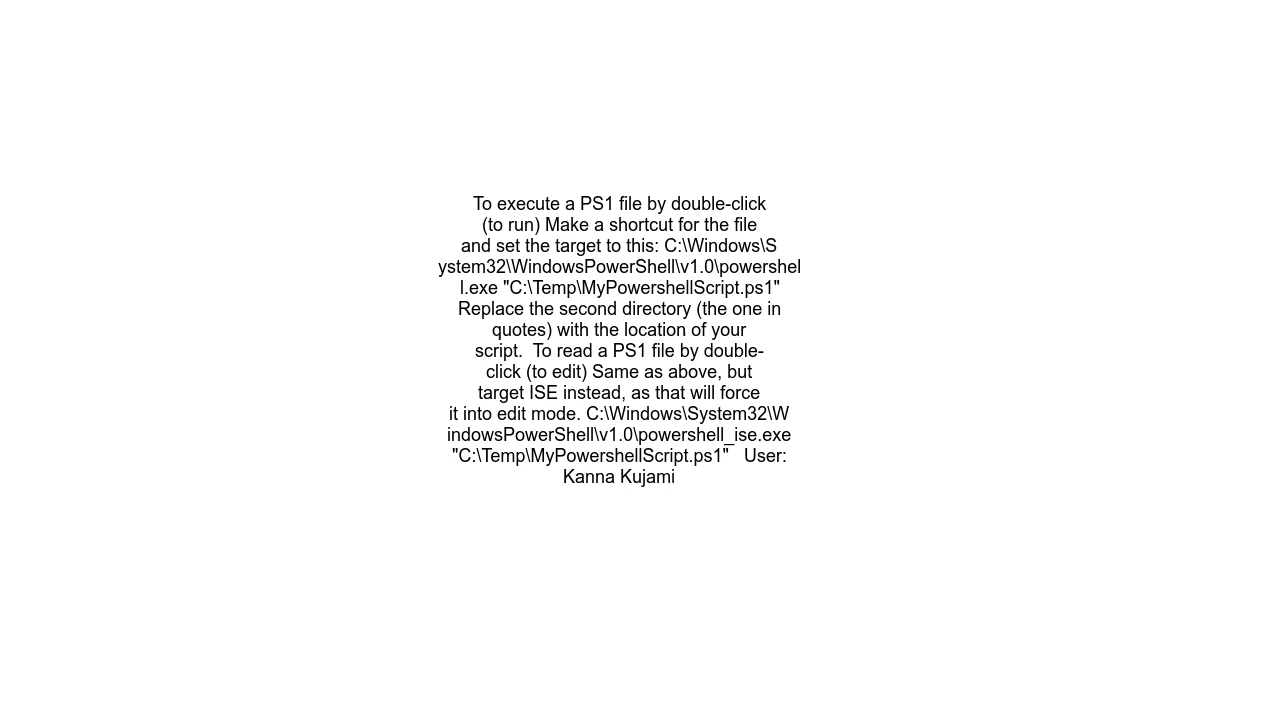 To execute a PS1 file by double-click
(to run) Make a shortcut for the file
and set the target to this: C:\Windows\S
ystem32\WindowsPowerShell\v1.0\powershel
l.exe "C:\Temp\MyPowershellScript.ps1"
Replace the second directory (the one in
quotes) with the location of your
script.  To read a PS1 file by double-
click (to edit) Same as above, but
target ISE instead, as that will force
it into edit mode. C:\Windows\System32\W
indowsPowerShell\v1.0\powershell_ise.exe
"C:\Temp\MyPowershellScript.ps1"   User:
Kanna Kujami